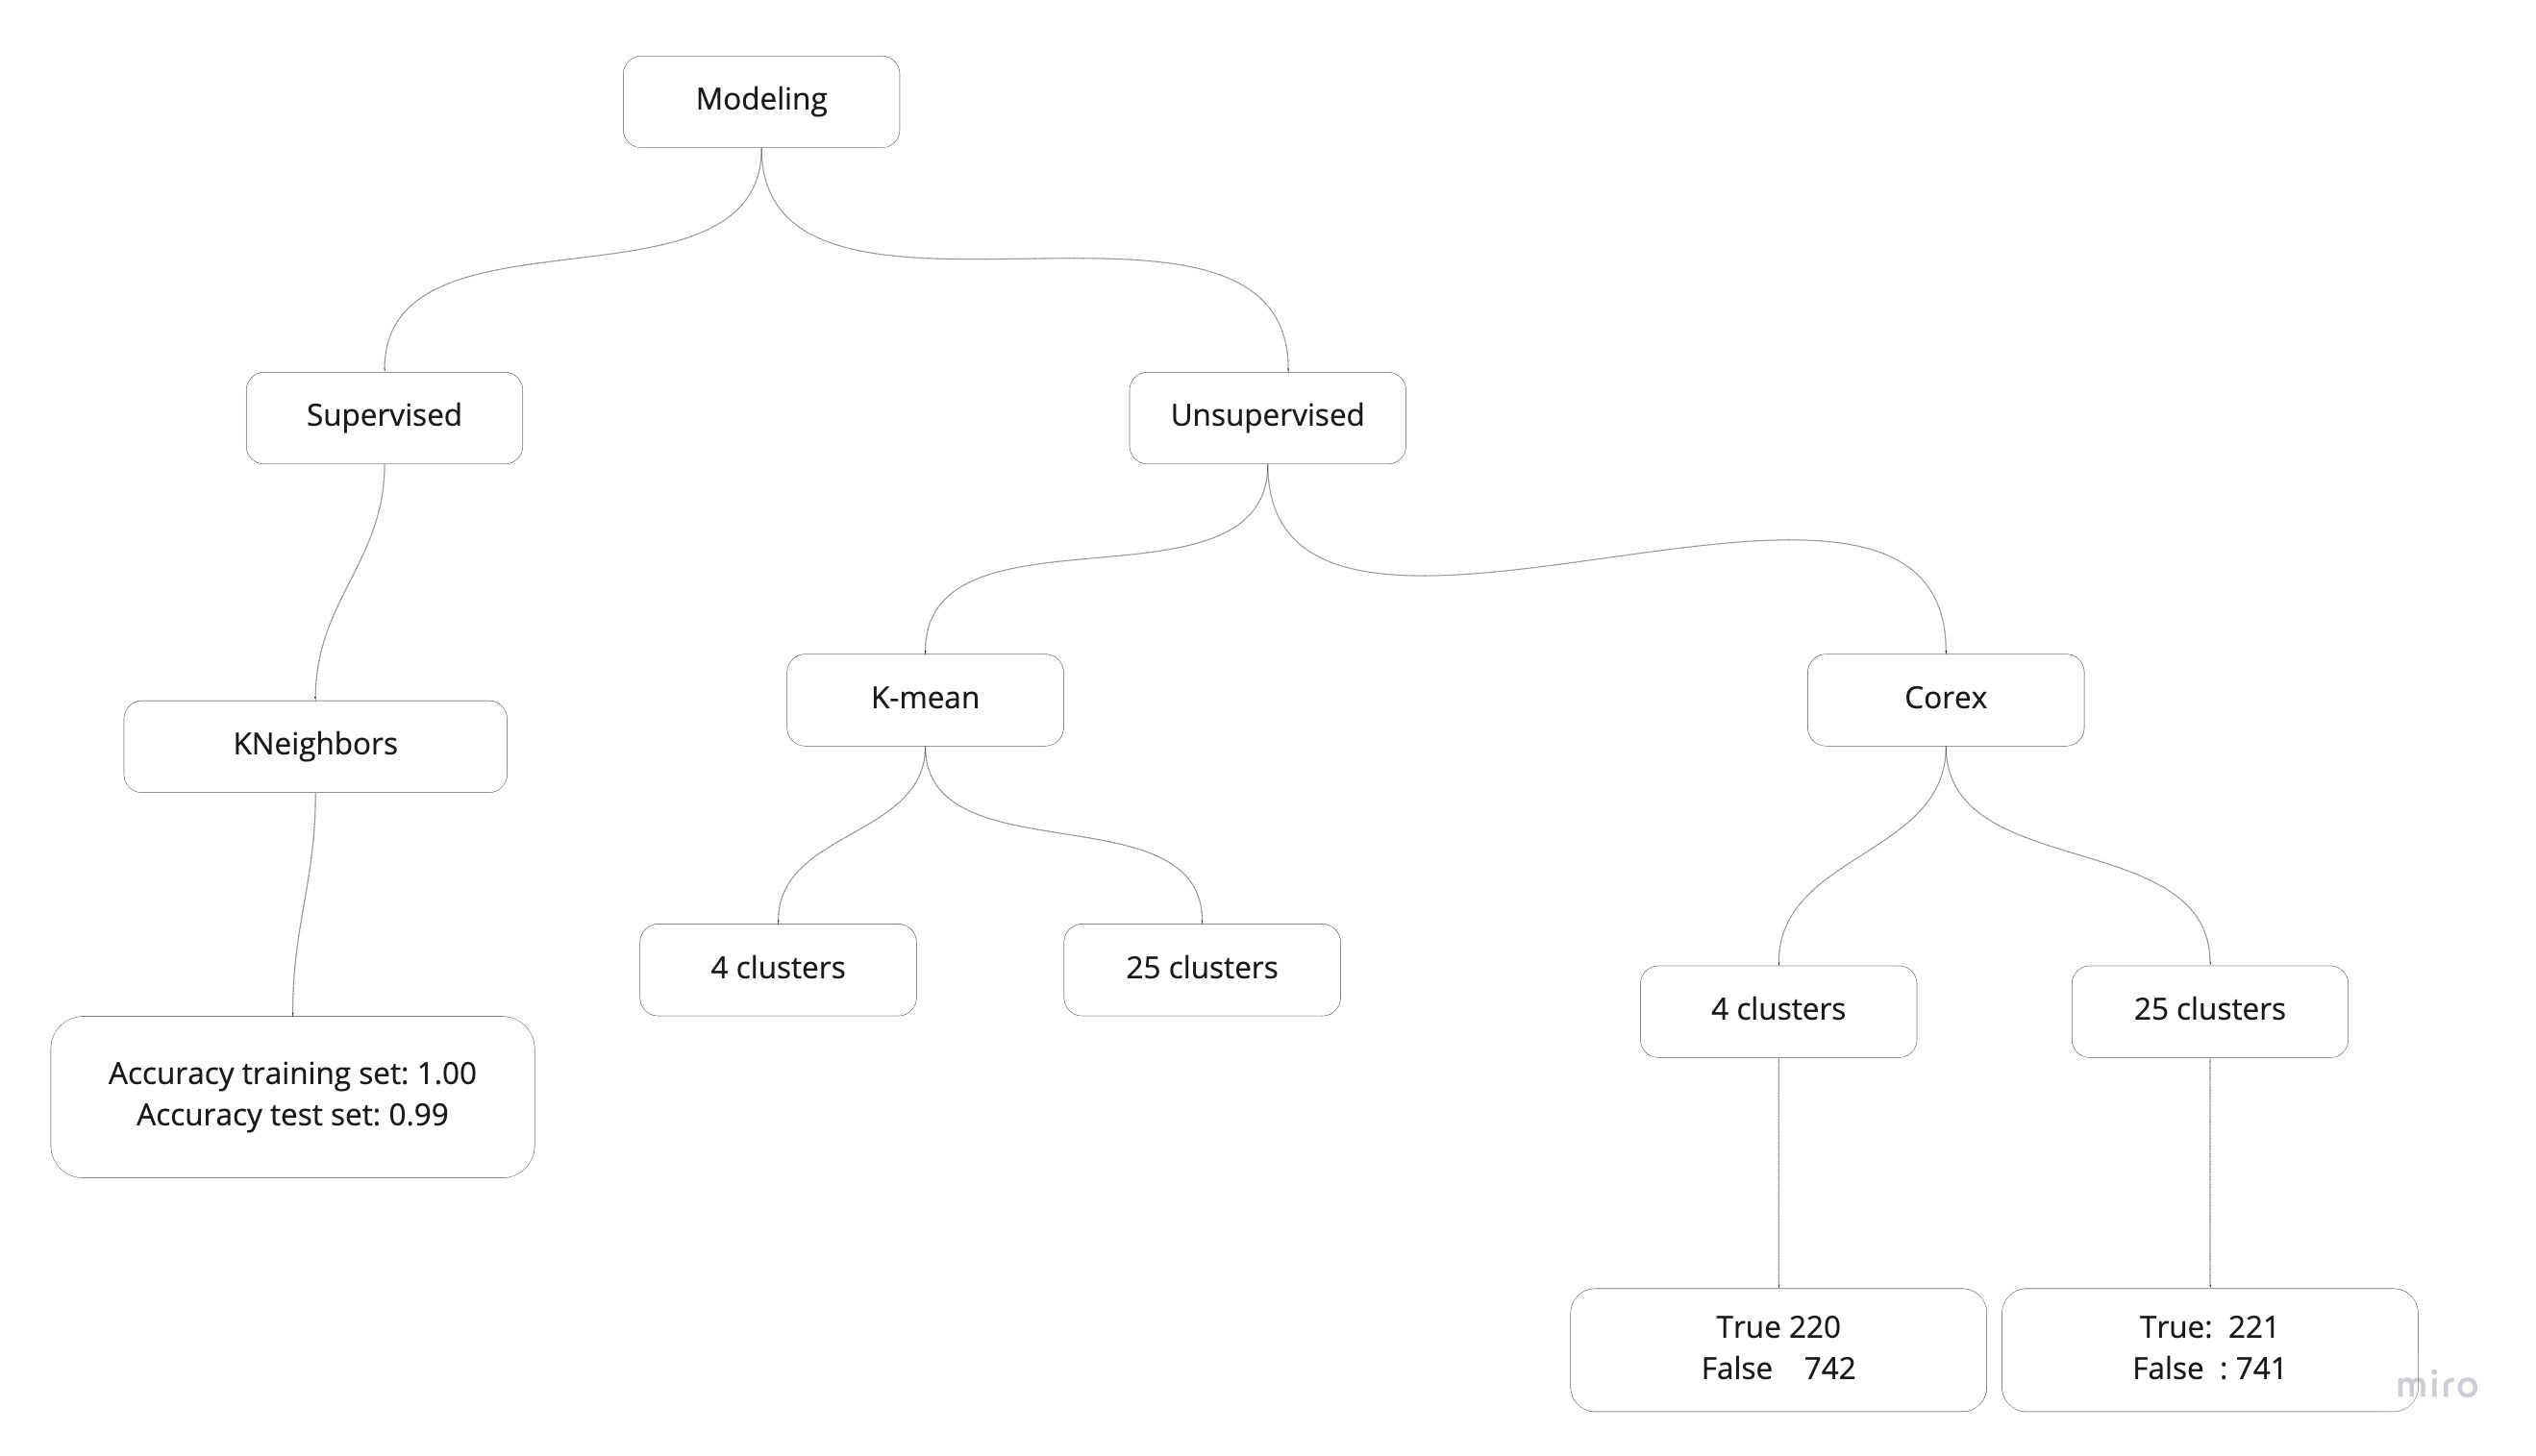 Modeling
Supervised
Unsupervised
K-mean
Corex
KNeighbors
4 clusters
25 clusters
4 clusters
25 clusters
Accuracy training set: 1.00
Accuracy test set: 0.99
True 220
False 742
True: 221
False : 741
miro